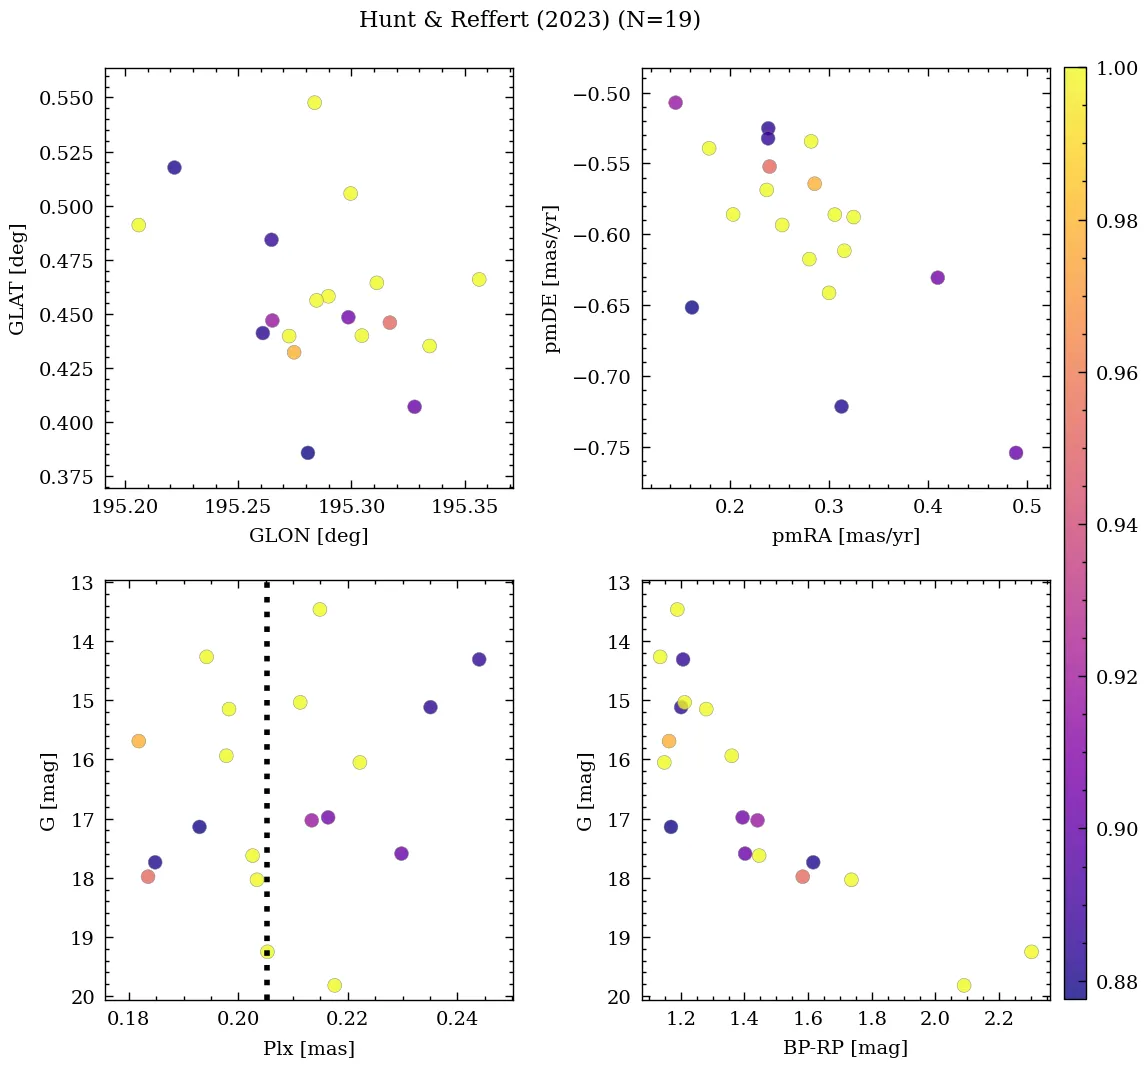 Hunt & Reffert (2023) (N=19)
0.550
0.525
0.500
0.475
0.450
0.425
0.400
0.375
GLAT [deg]
195.20 195.25 195.30 195.35
GLON [deg]
−0.50
−0.55
−0.60
−0.65
−0.70
−0.75
pmDE [mas/yr]
0.2 0.3 0.4 0.5
pmRA [mas/yr]
13
14
15
16
17
18
19
20
G [mag]
0.18 0.20 0.22 0.24
Plx [mas]
13
14
15
16
17
18
19
20
G [mag]
1.2 1.4 1.6 1.8 2.0 2.2
BP-RP [mag]
1.00
0.98
0.96
0.94
0.92
0.90
0.88